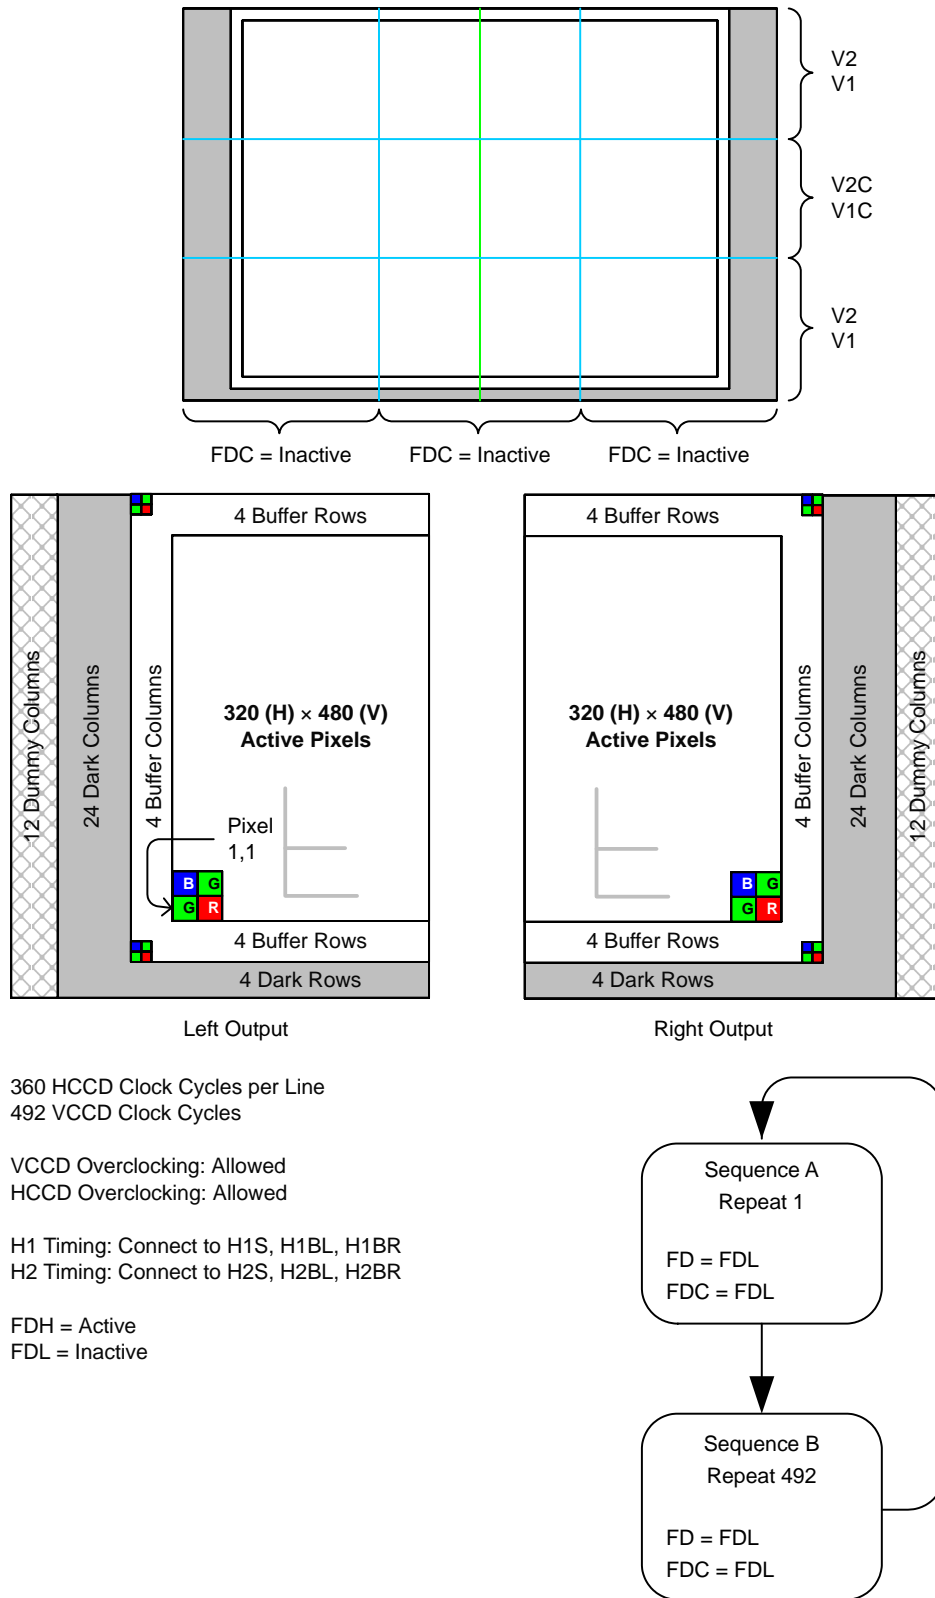 V2
V1
V2C
V1C
V2
V1
FDC = Inactive
FDC = Inactive
FDC = Inactive
12 Dummy Columns
24 Dark Columns
4 Buffer Columns
4 Buffer Rows
320 (H) × 480 (V)
Active Pixels
Pixel
1,1
B G
G R
4 Buffer Rows
4 Dark Rows
Left Output
4 Buffer Rows
320 (H) × 480 (V)
Active Pixels
B G
G R
4 Buffer Rows
4 Dark Rows
4 Buffer Columns
24 Dark Columns
12 Dummy Columns
Right Output
360 HCCD Clock Cycles per Line
492 VCCD Clock Cycles
VCCD Overclocking: Allowed
HCCD Overclocking: Allowed
H1 Timing: Connect to H1S, H1BL, H1BR
H2 Timing: Connect to H2S, H2BL, H2BR
FDH = Active
FDL = Inactive
Sequence A
Repeat 1
FD = FDL
FDC = FDL
Sequence B
Repeat 492
FD = FDL
FDC = FDL